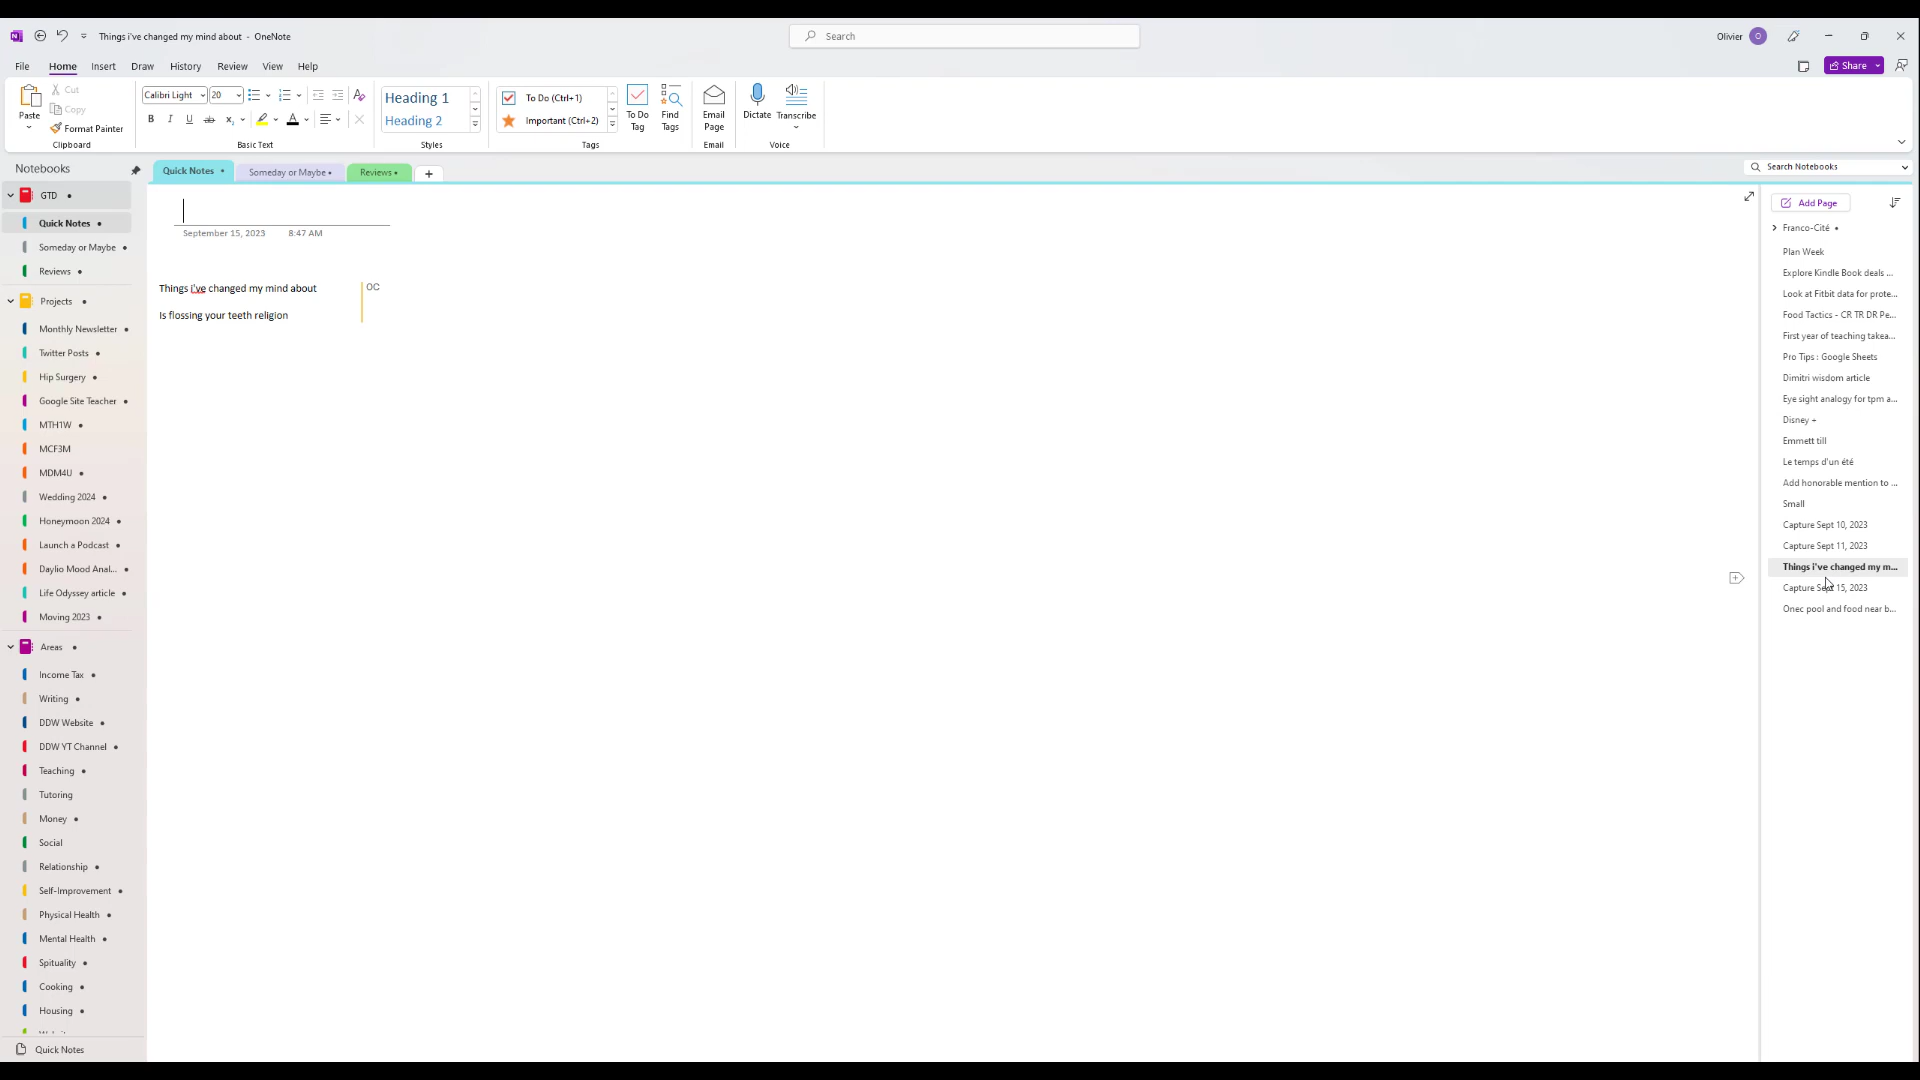 Things i've changed my mind about - OneNote
Search
Olivier O
File Home Insert Draw History Review View Help
Share
Paste
Cut
Copy
Format Painter
Clipboard
Calibri Light 20
B I U ab
Basic Text
Heading 1
Heading 2
Styles
To Do (Ctrl+1)
Important (Ctrl+2)
Tags
To Do
Tag
Find
Tags
Email
Page
Email
Dictate
Transcribe
Voice
Notebooks
Quick Notes
Someday or Maybe
Reviews
+
Search Notebooks
GTD
Quick Notes
Someday or Maybe
Reviews
Projects
Monthly Newsletter
Twitter Posts
Hip Surgery
Google Site Teacher
MTH1W
MCF3M
MDM4U
Wedding 2024
Honeymoon 2024
Launch a Podcast
Daylio Mood Anal...
Life Odyssey article
Moving 2023
Areas
Income Tax
Writing
DDW Website
DDW YT Channel
Teaching
Tutoring
Money
Social
Relationship
Self-Improvement
Physical Health
Mental Health
Spituality
Cooking
Housing
Quick Notes
September 15, 2023 8:47 AM
Things i've changed my mind about
OC
Is flossing your teeth religion
Add Page
Franco-Cité
Plan Week
Explore Kindle Book deals ...
Look at Fitbit data for prote...
Food Tactics - CR TR DR Pe...
First year of teaching takea...
Pro Tips : Google Sheets
Dimitri wisdom article
Eye sight analogy for tpm a...
Disney +
Emmett till
Le temps d'un été
Add honorable mention to ...
Small
Capture Sept 10, 2023
Capture Sept 11, 2023
Things i've changed my m...
Capture Sept 15, 2023
Onec pool and food near b...